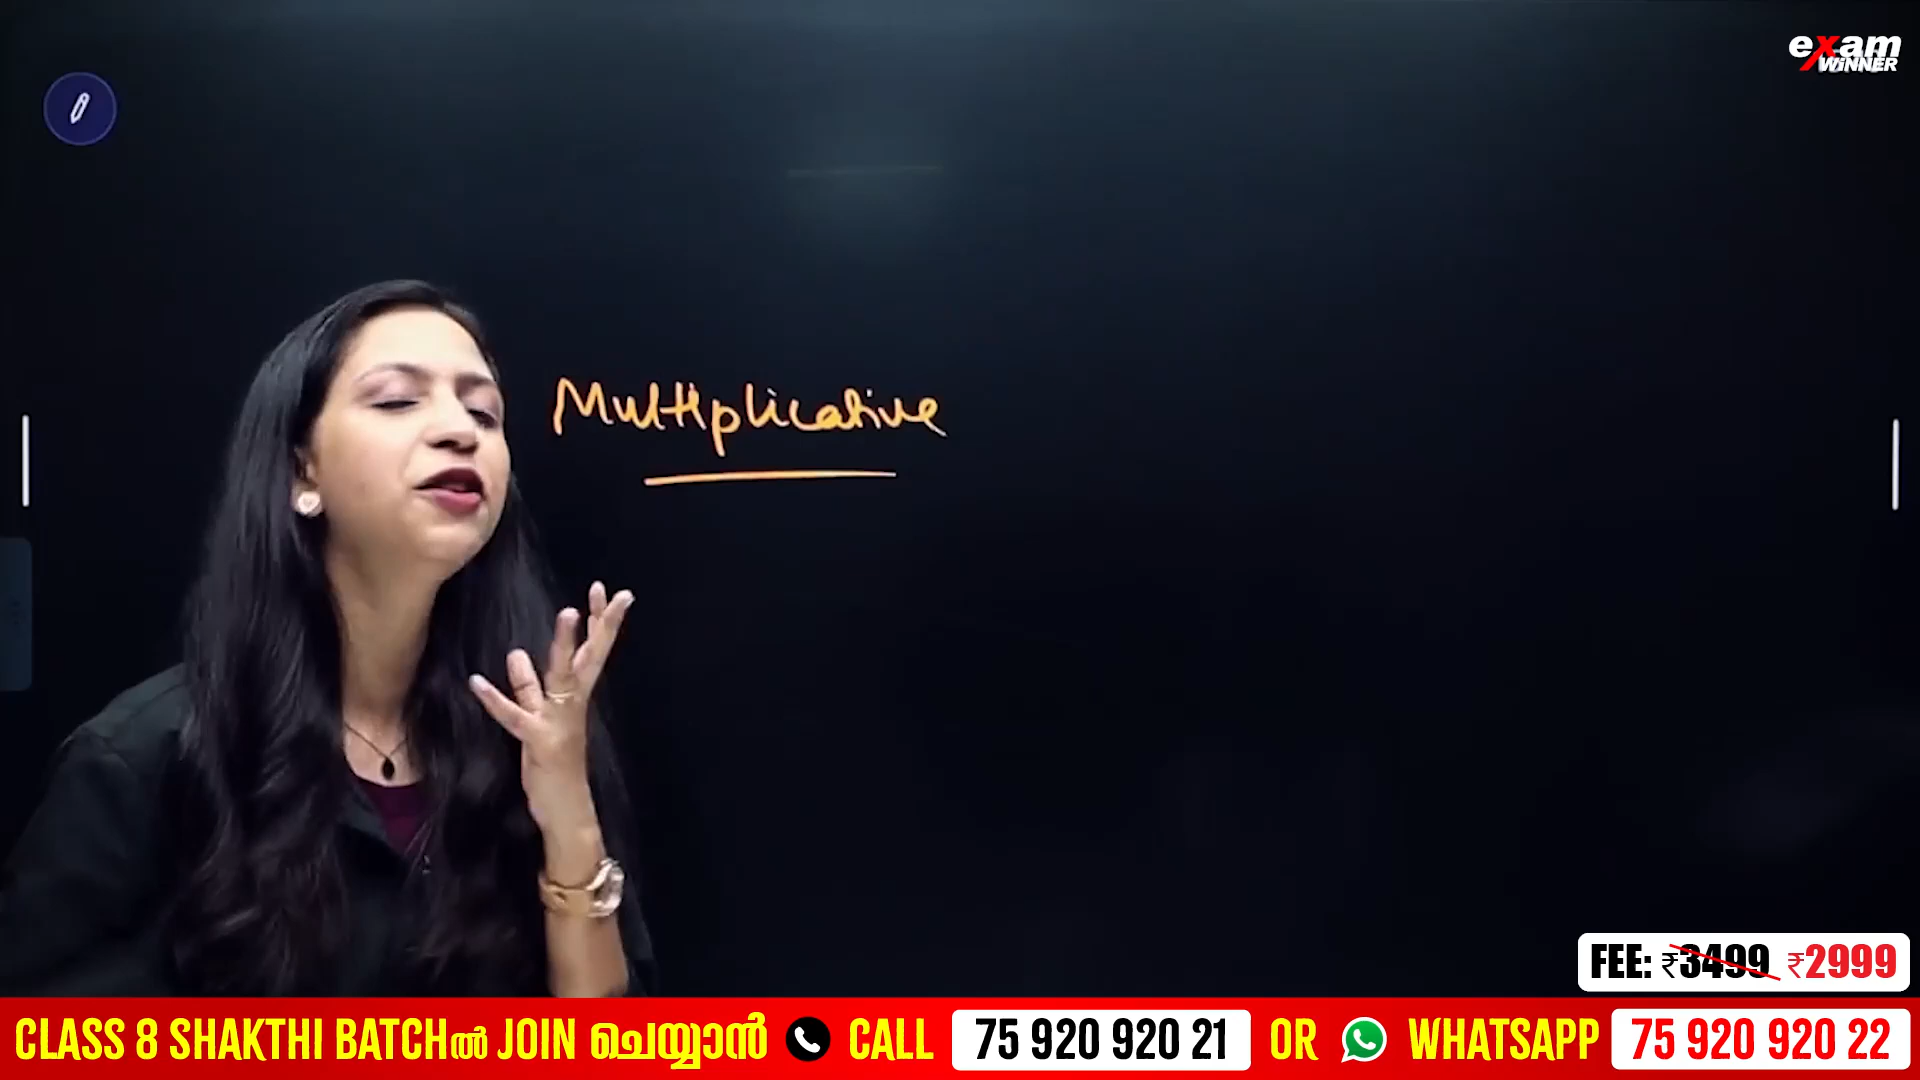 exam
WiNNER
Multiplicative
FEE: ₹3499 ₹2999
CLASS 8 SHAKTHI BATCHൽ JOIN ചെയ്യാൻ CALL 75 920 920 21 OR WHATSAPP 75 920 920 22